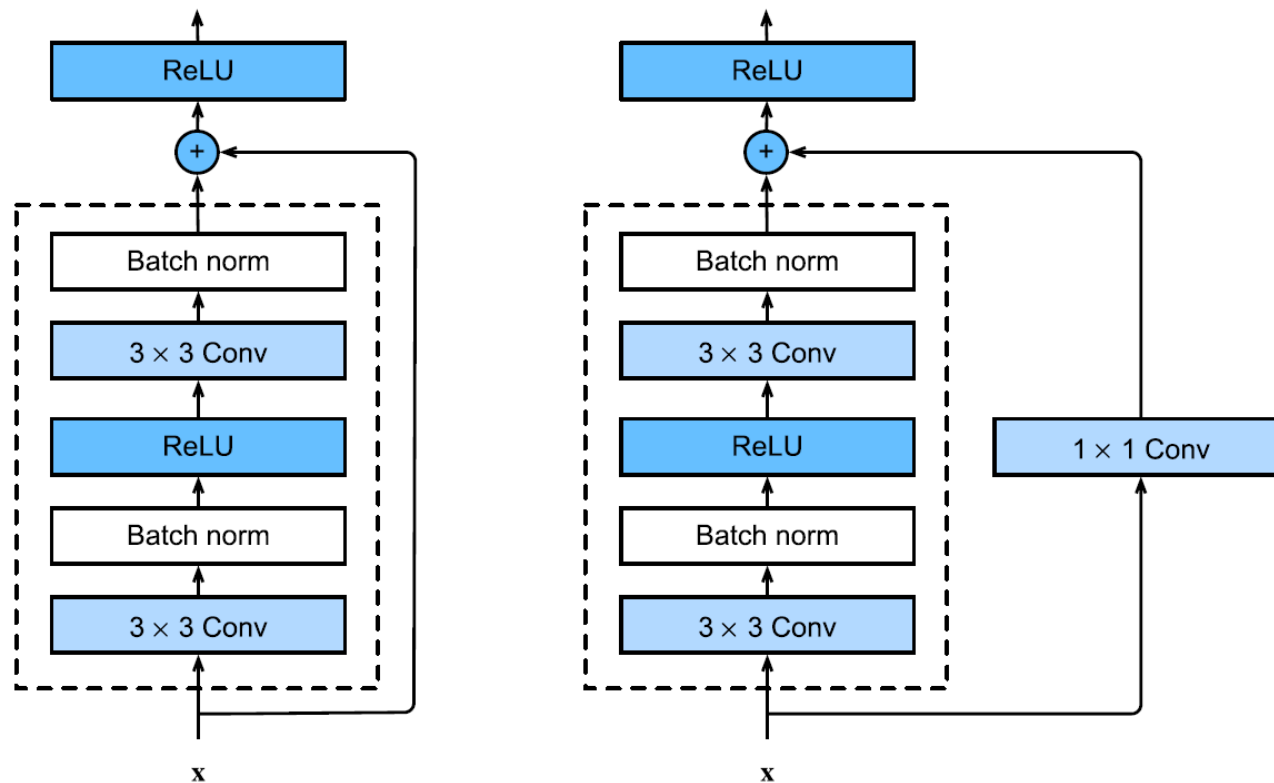 ReLU
+
Batch norm
3 × 3 Conv
ReLU
Batch norm
3 × 3 Conv
x
ReLU
+
Batch norm
3 × 3 Conv
ReLU
Batch norm
3 × 3 Conv
x
1 × 1 Conv